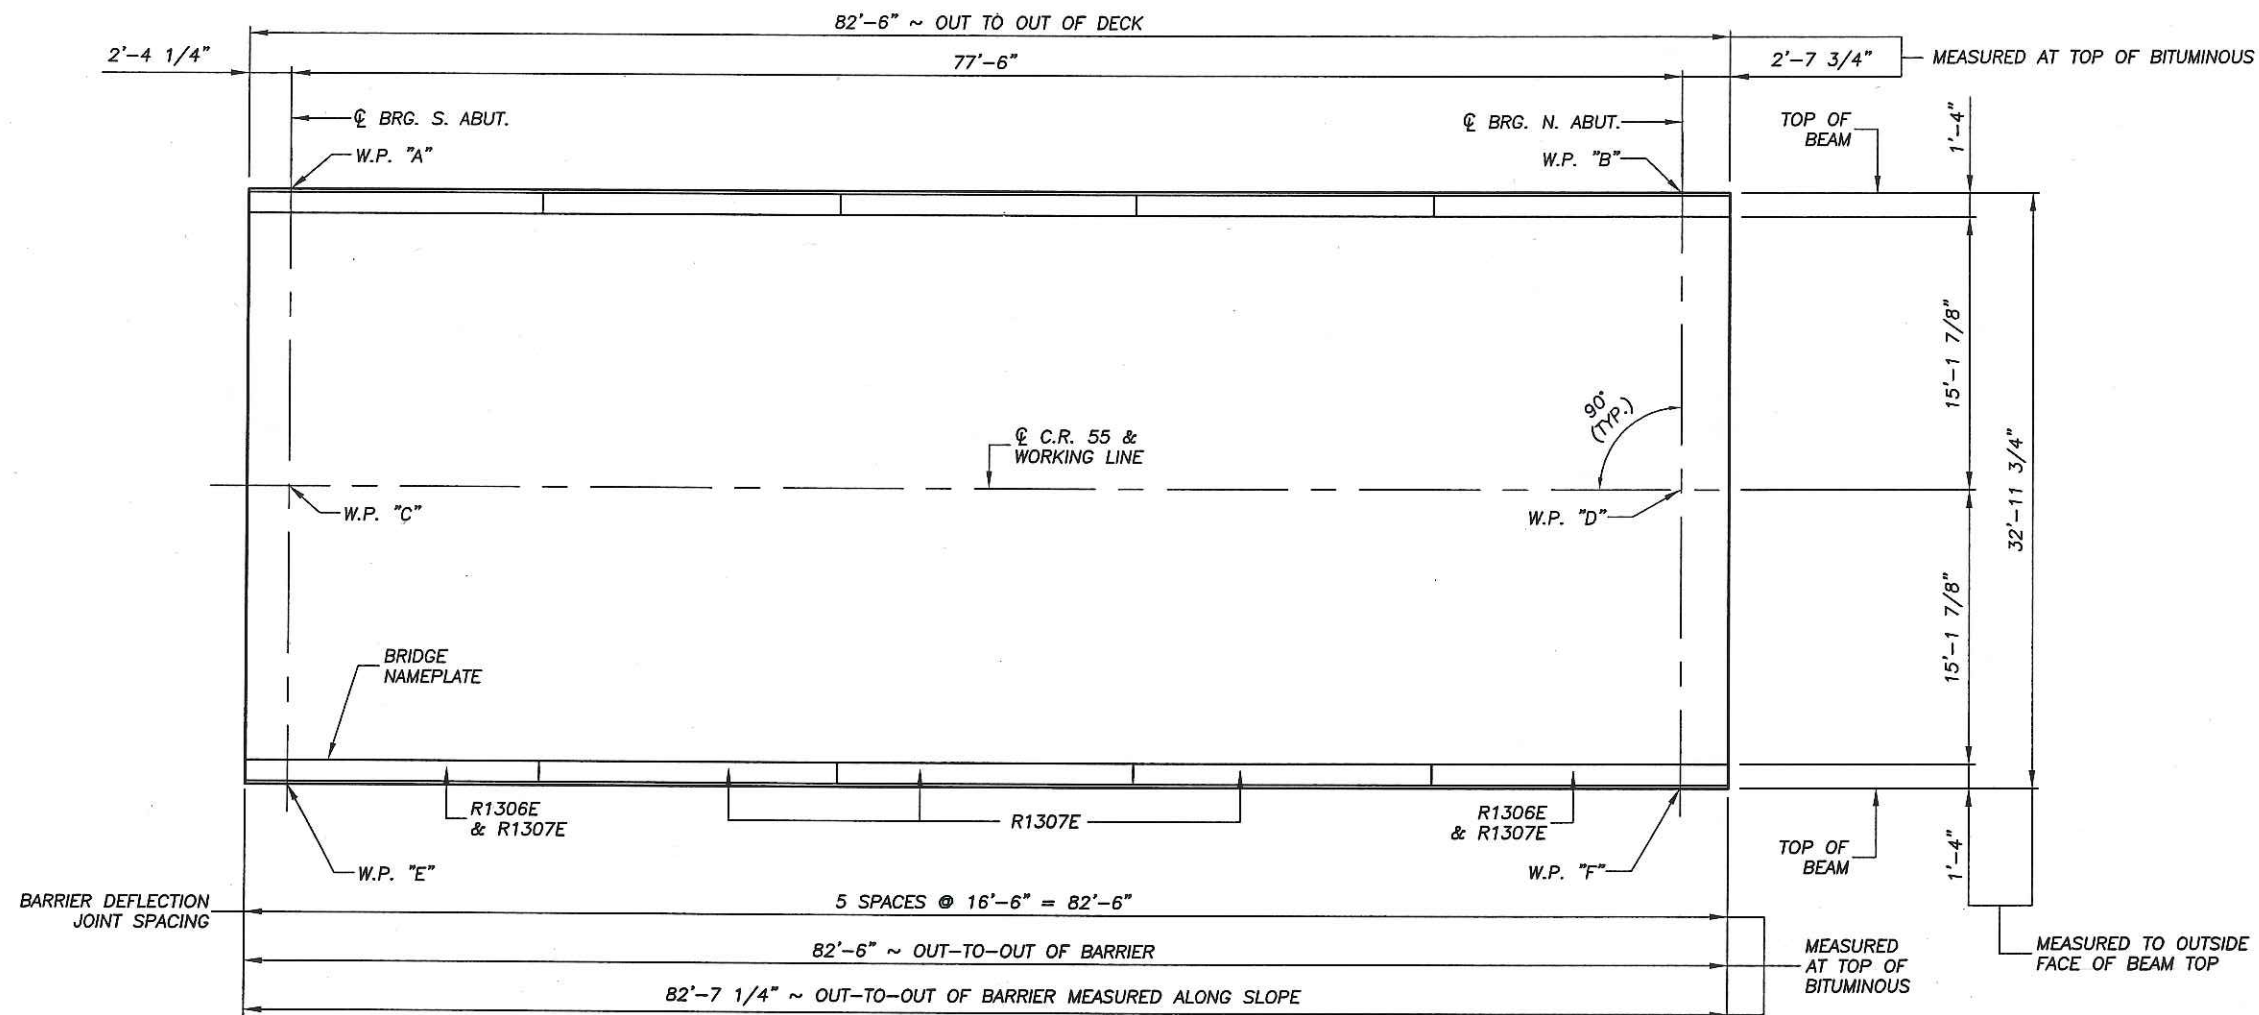 82'-6" ~ OUT TO OUT OF DECK
2'-4 1/4"
77'-6"
2'-7 3/4"
MEASURED AT TOP OF BITUMINOUS
℄ BRG. S. ABUT.
℄ BRG. N. ABUT.
TOP OF
BEAM
1'-4"
W.P. "A"
W.P. "B"
15'-1 7/8"
90°
(TYP.)
℄ C.R. 55 &
WORKING LINE
W.P. "C"
W.P. "D"
32'-11 3/4"
15'-1 7/8"
BRIDGE
NAMEPLATE
R1306E
& R1307E
R1307E
R1306E
& R1307E
W.P. "E"
W.P. "F"
TOP OF
BEAM
1'-4"
BARRIER DEFLECTION
JOINT SPACING
5 SPACES @ 16'-6" = 82'-6"
82'-6" ~ OUT-TO-OUT OF BARRIER
MEASURED
AT TOP OF
BITUMINOUS
MEASURED TO OUTSIDE
FACE OF BEAM TOP
82'-7 1/4" ~ OUT-TO-OUT OF BARRIER MEASURED ALONG SLOPE